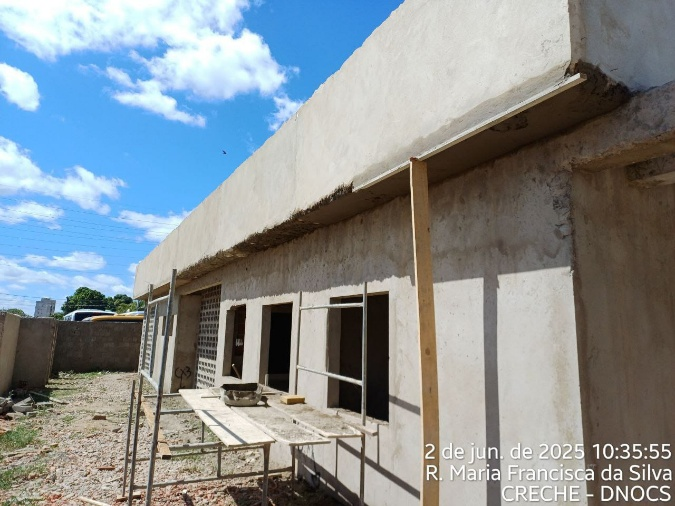 2 de jun. de 2025 10:35:55
R. Maria Francisca da Silva
CRECHE - DNOCS